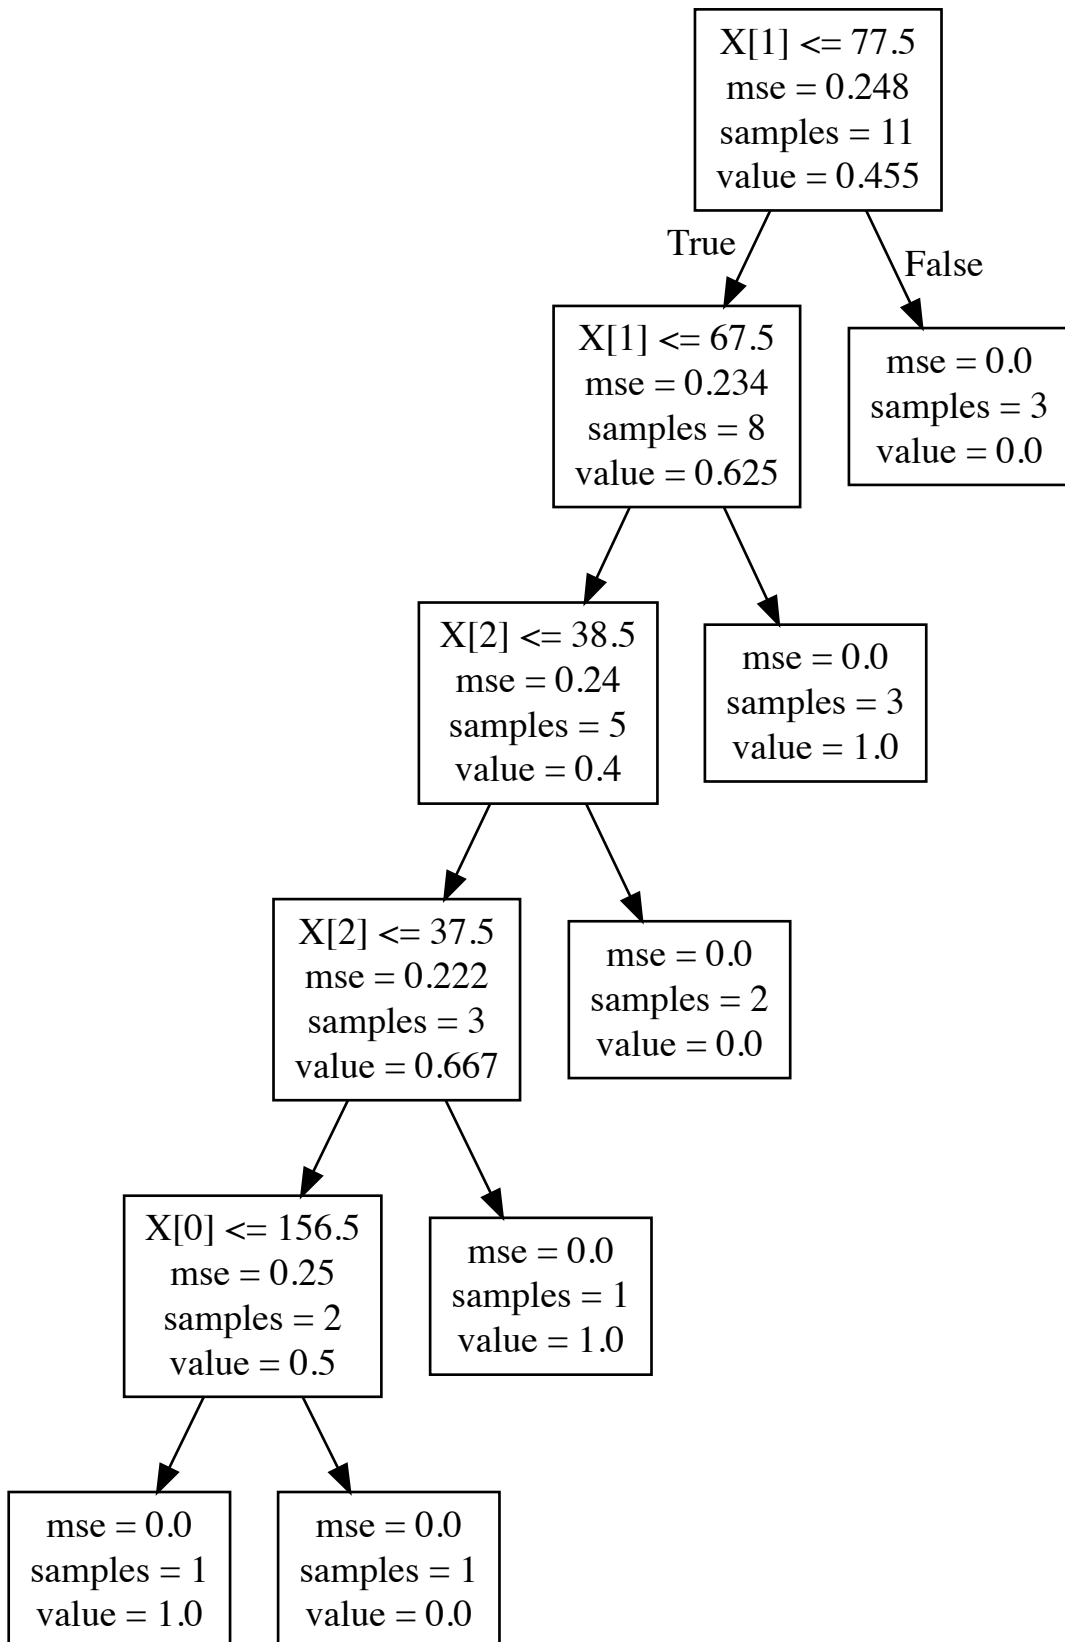 X[1] <= 77.5
mse = 0.248
samples = 11
value = 0.455
True
False
X[1] <= 67.5
mse = 0.234
samples = 8
value = 0.625
mse = 0.0
samples = 3
value = 0.0
X[2] <= 38.5
mse = 0.24
samples = 5
value = 0.4
mse = 0.0
samples = 3
value = 1.0
X[2] <= 37.5
mse = 0.222
samples = 3
value = 0.667
mse = 0.0
samples = 2
value = 0.0
X[0] <= 156.5
mse = 0.25
samples = 2
value = 0.5
mse = 0.0
samples = 1
value = 1.0
mse = 0.0
samples = 1
value = 1.0
mse = 0.0
samples = 1
value = 0.0